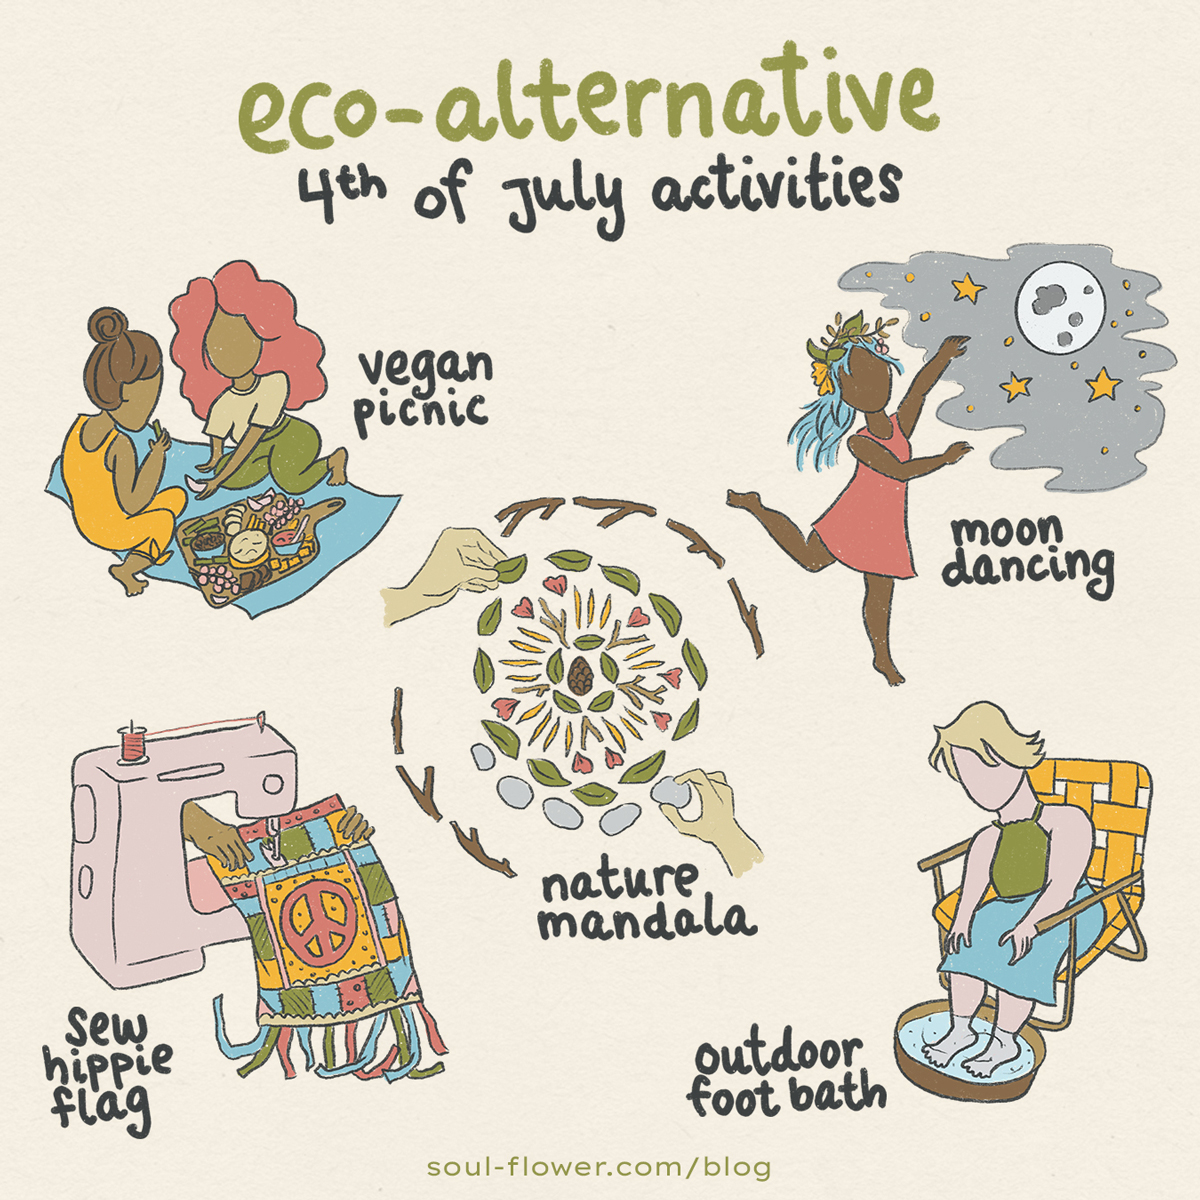 eco-alternative
4th of july activities
vegan
picnic
moon
dancing
nature
mandala
sew
hippie
flag
outdoor
foot bath
soul-flower.com/blog